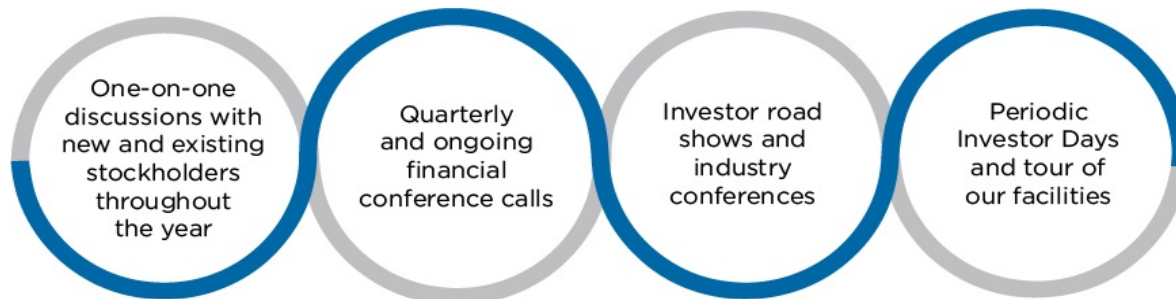 One-on-one
discussions with
new and existing
stockholders
throughout
the year
Quarterly
and ongoing
financial
conference calls
Investor road
shows and
industry
conferences
Periodic
Investor Days
and tour of
our facilities